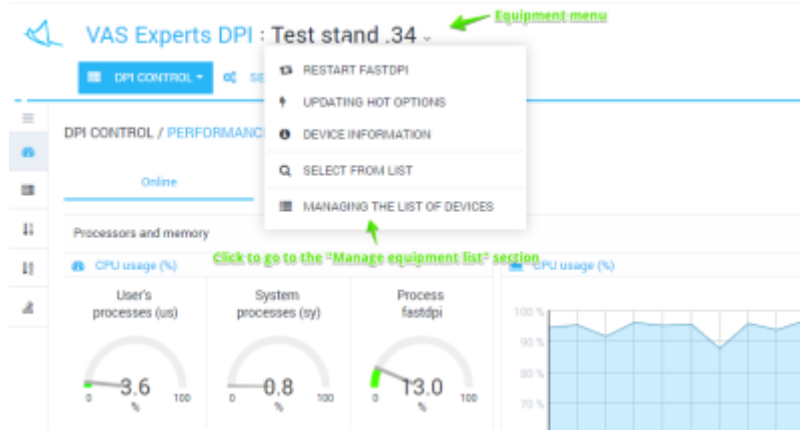 Equipment menu
VAS Experts DPI : Test stand .34
DPI CONTROL
SE
RESTART FASTDPI
UPDATING HOT OPTIONS
DEVICE INFORMATION
SELECT FROM LIST
MANAGING THE LIST OF DEVICES
DPI CONTROL / PERFORMANC
Online
Processors and memory
Click to go to the "Manage equipment list" section
CPU usage (%)
CPU usage (%)
User's
processes (us)
System
processes (sy)
Process
fastdpi
3.6
0.8
13.0
0 100
0 100
0 100
%
%
%
100 %
90 %
80 %
70 %